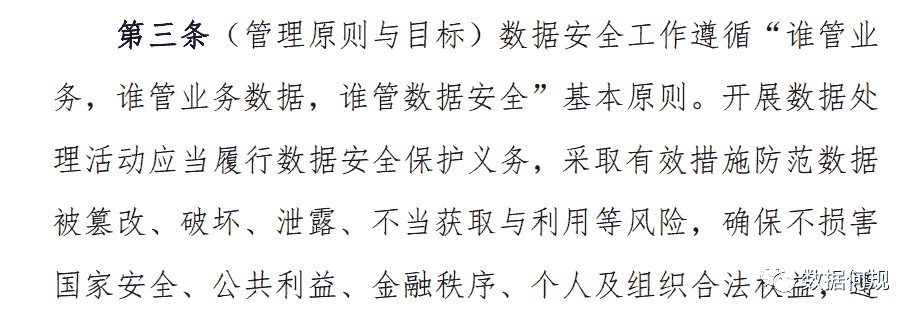 第三条（管理原则与目标）数据安全工作遵循“谁管业
务，谁管业务数据，谁管数据安全”基本原则。开展数据处
理活动应当履行数据安全保护义务，采取有效措施防范数据
被篡改、破坏、泄露、不当获取与利用等风险，确保不损害
国家安全、公共利益、金融秩序、个人及组织合法权益，
数据何规